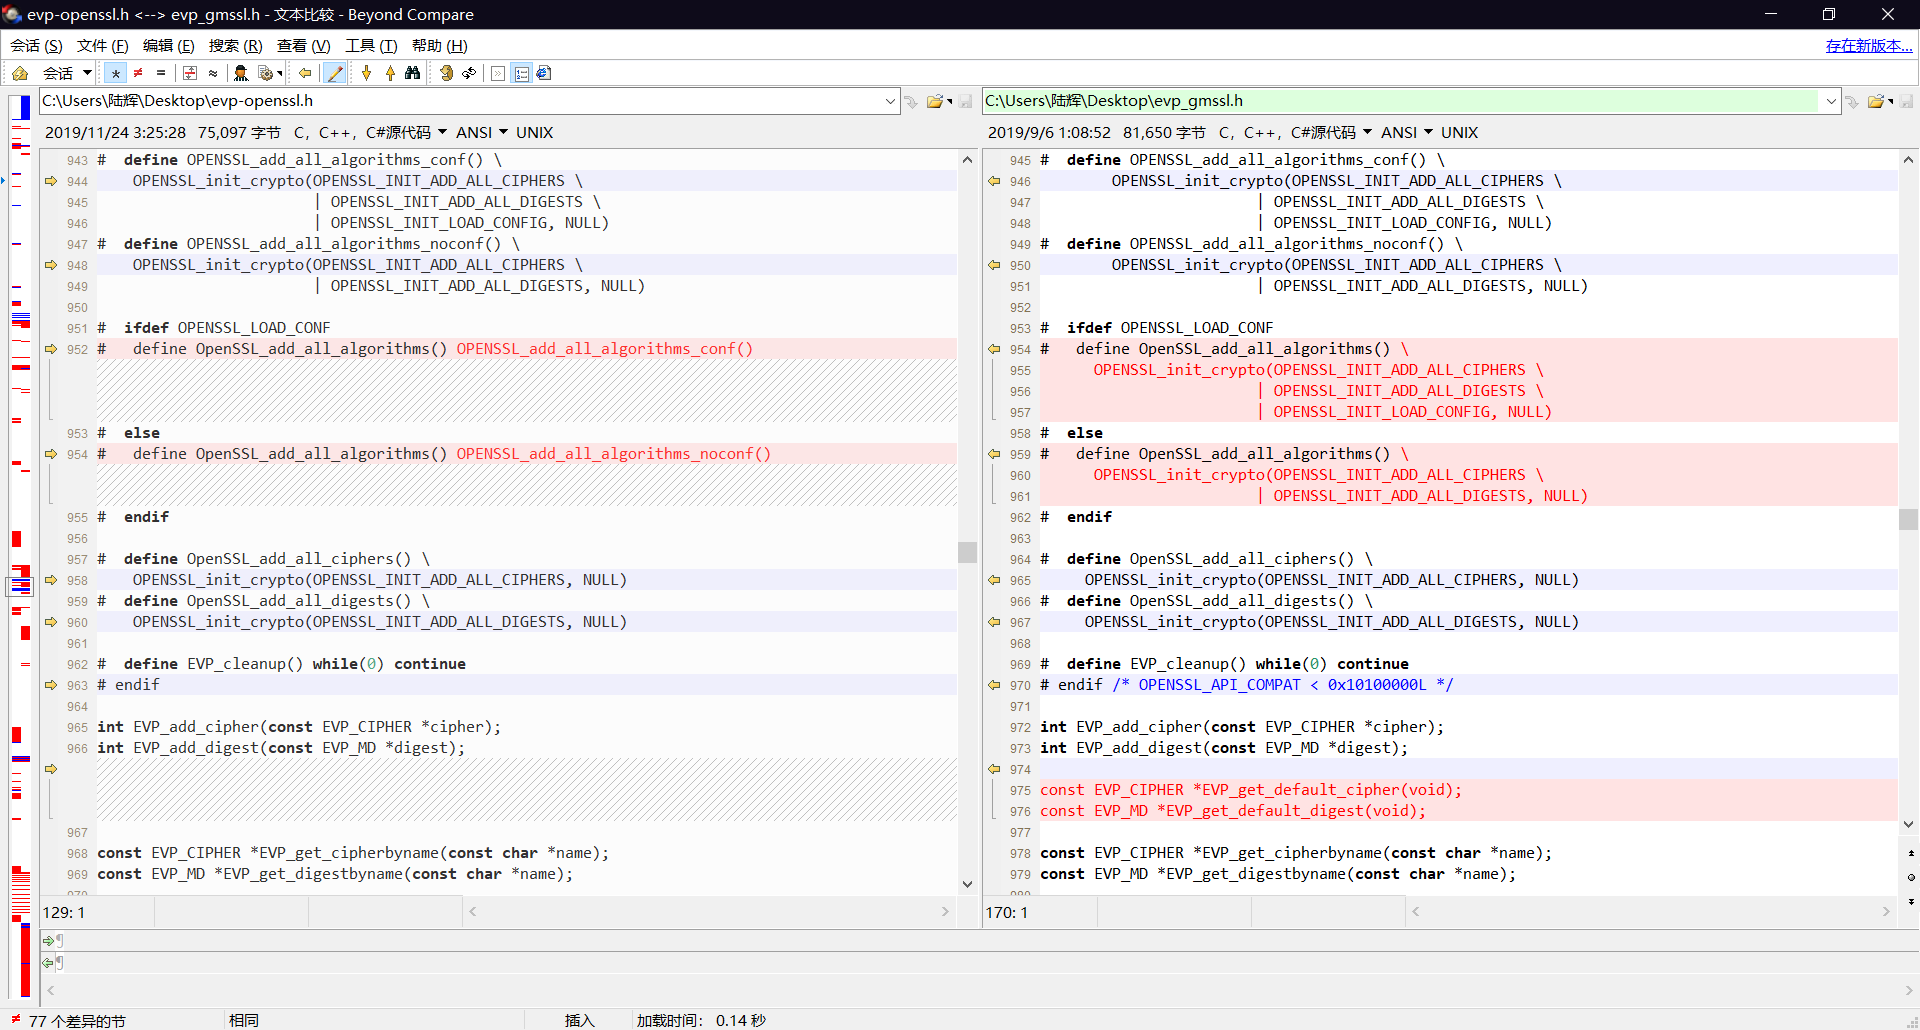 evp-openssl.h <--> evp_gmssl.h - 文本比较 - Beyond Compare
会话 (S) 文件 (F) 编辑 (E) 搜索 (R) 查看 (V) 工具 (T) 帮助 (H) 存在新版本...
会话
C:\Users\陆辉\Desktop\evp-openssl.h
2019/11/24 3:25:28 75,097 字节 C，C++，C#源代码 ANSI UNIX
943 #  define OPENSSL_add_all_algorithms_conf() \
944     OPENSSL_init_crypto(OPENSSL_INIT_ADD_ALL_CIPHERS \
945                         | OPENSSL_INIT_ADD_ALL_DIGESTS \
946                         | OPENSSL_INIT_LOAD_CONFIG, NULL)
947 #  define OPENSSL_add_all_algorithms_noconf() \
948     OPENSSL_init_crypto(OPENSSL_INIT_ADD_ALL_CIPHERS \
949                         | OPENSSL_INIT_ADD_ALL_DIGESTS, NULL)
950
951 #  ifdef OPENSSL_LOAD_CONF
952 #   define OpenSSL_add_all_algorithms() OPENSSL_add_all_algorithms_conf()
953 #  else
954 #   define OpenSSL_add_all_algorithms() OPENSSL_add_all_algorithms_noconf()
955 #  endif
956
957 #  define OpenSSL_add_all_ciphers() \
958     OPENSSL_init_crypto(OPENSSL_INIT_ADD_ALL_CIPHERS, NULL)
959 #  define OpenSSL_add_all_digests() \
960     OPENSSL_init_crypto(OPENSSL_INIT_ADD_ALL_DIGESTS, NULL)
961
962 #  define EVP_cleanup() while(0) continue
963 # endif
964
965 int EVP_add_cipher(const EVP_CIPHER *cipher);
966 int EVP_add_digest(const EVP_MD *digest);
967
968 const EVP_CIPHER *EVP_get_cipherbyname(const char *name);
969 const EVP_MD *EVP_get_digestbyname(const char *name);
129: 1
C:\Users\陆辉\Desktop\evp_gmssl.h
2019/9/6 1:08:52 81,650 字节 C，C++，C#源代码 ANSI UNIX
945 #  define OPENSSL_add_all_algorithms_conf() \
946         OPENSSL_init_crypto(OPENSSL_INIT_ADD_ALL_CIPHERS \
947                         | OPENSSL_INIT_ADD_ALL_DIGESTS \
948                         | OPENSSL_INIT_LOAD_CONFIG, NULL)
949 #  define OPENSSL_add_all_algorithms_noconf() \
950         OPENSSL_init_crypto(OPENSSL_INIT_ADD_ALL_CIPHERS \
951                         | OPENSSL_INIT_ADD_ALL_DIGESTS, NULL)
952
953 #  ifdef OPENSSL_LOAD_CONF
954 #   define OpenSSL_add_all_algorithms() \
955       OPENSSL_init_crypto(OPENSSL_INIT_ADD_ALL_CIPHERS \
956                         | OPENSSL_INIT_ADD_ALL_DIGESTS \
957                         | OPENSSL_INIT_LOAD_CONFIG, NULL)
958 #  else
959 #   define OpenSSL_add_all_algorithms() \
960       OPENSSL_init_crypto(OPENSSL_INIT_ADD_ALL_CIPHERS \
961                         | OPENSSL_INIT_ADD_ALL_DIGESTS, NULL)
962 #  endif
963
964 #  define OpenSSL_add_all_ciphers() \
965      OPENSSL_init_crypto(OPENSSL_INIT_ADD_ALL_CIPHERS, NULL)
966 #  define OpenSSL_add_all_digests() \
967      OPENSSL_init_crypto(OPENSSL_INIT_ADD_ALL_DIGESTS, NULL)
968
969 #  define EVP_cleanup() while(0) continue
970 # endif /* OPENSSL_API_COMPAT < 0x10100000L */
971
972 int EVP_add_cipher(const EVP_CIPHER *cipher);
973 int EVP_add_digest(const EVP_MD *digest);
974
975 const EVP_CIPHER *EVP_get_default_cipher(void);
976 const EVP_MD *EVP_get_default_digest(void);
977
978 const EVP_CIPHER *EVP_get_cipherbyname(const char *name);
979 const EVP_MD *EVP_get_digestbyname(const char *name);
170: 1
77 个差异的节 相同 插入 加载时间： 0.14 秒